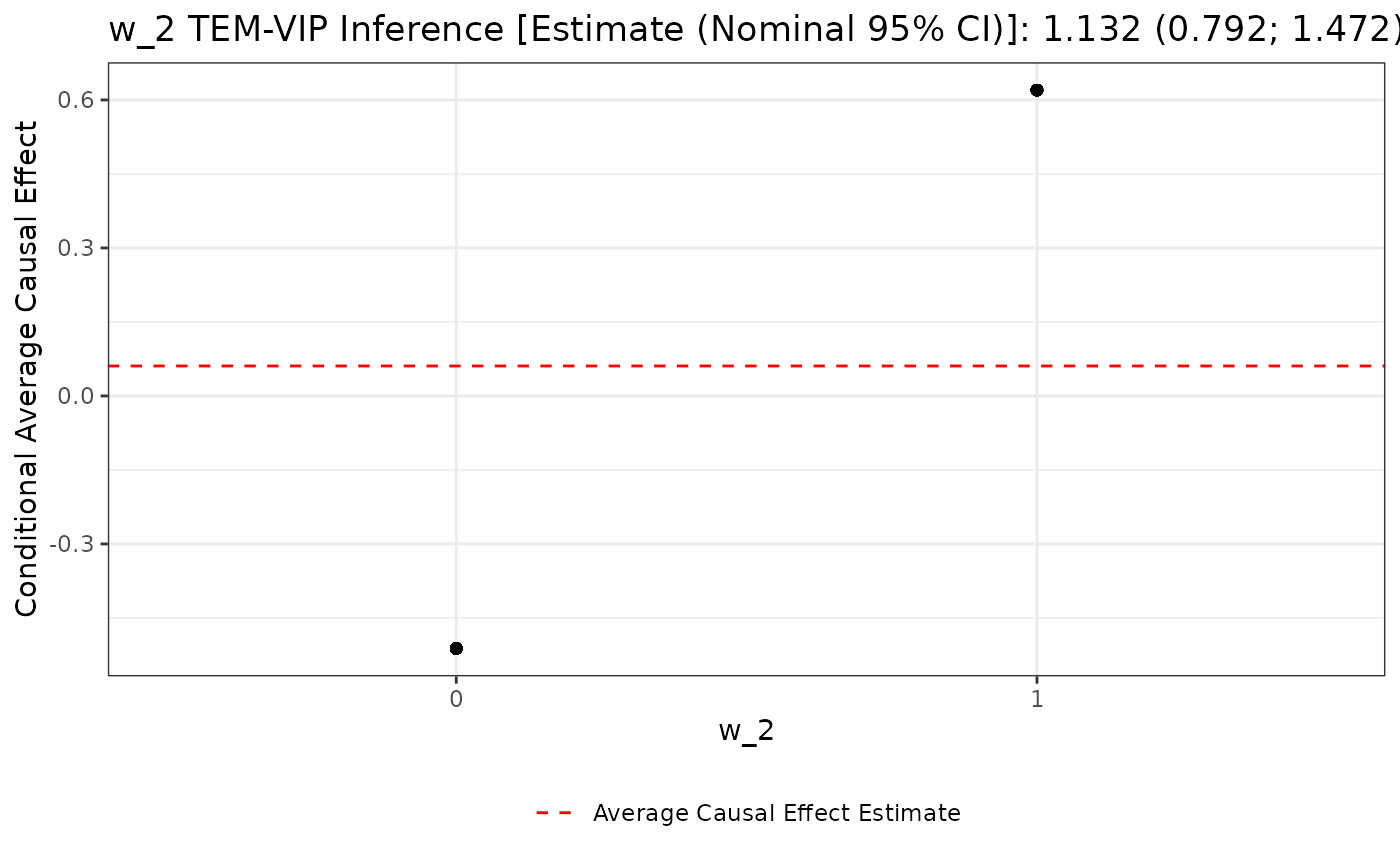 w_2 TEM-VIP Inference [Estimate (Nominal 95% CI)]: 1.132 (0.792; 1.472)
Conditional Average Causal Effect
0.6
0.3
0.0
-0.3
0
1
w_2
Average Causal Effect Estimate